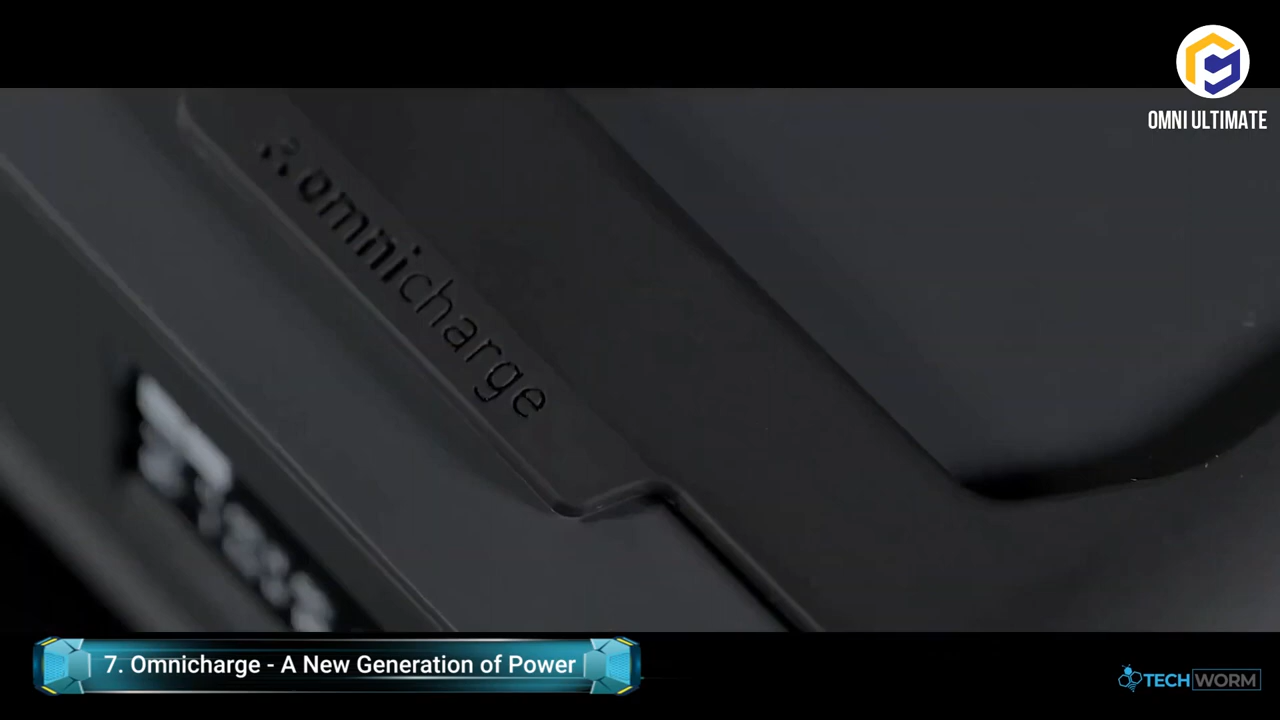 OMNI ULTIMATE
omnicharge
7. Omnicharge - A New Generation of Power
TECHWORM